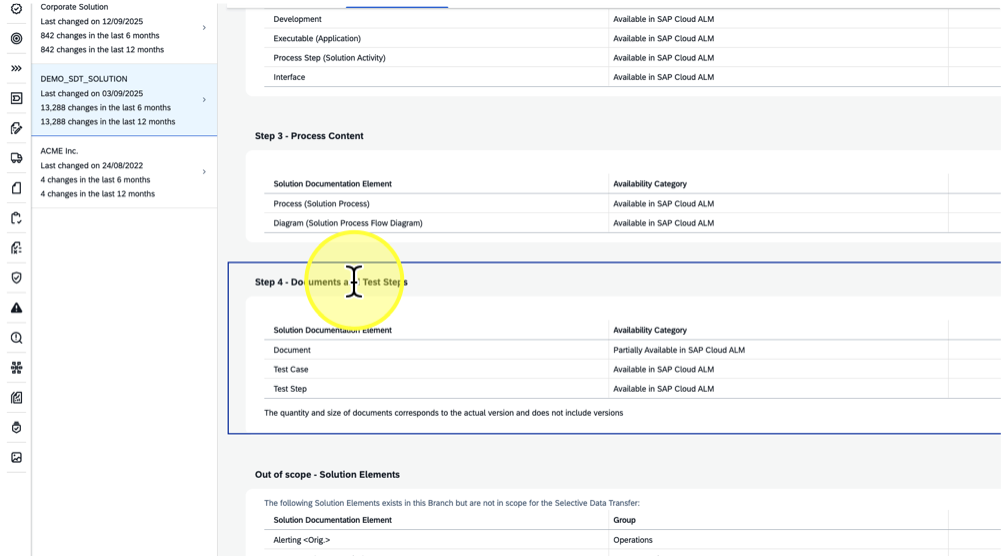 Corporate Solution
Last changed on 12/09/2025
842 changes in the last 6 months
842 changes in the last 12 months
DEMO_SDT_SOLUTION
Last changed on 03/09/2025
13,288 changes in the last 6 months
13,288 changes in the last 12 months
ACME Inc.
Last changed on 24/08/2022
4 changes in the last 6 months
4 changes in the last 12 months
Development Available in SAP Cloud ALM
Executable (Application) Available in SAP Cloud ALM
Process Step (Solution Activity) Available in SAP Cloud ALM
Interface Available in SAP Cloud ALM
Step 3 - Process Content
Solution Documentation Element Availability Category
Process (Solution Process) Available in SAP Cloud ALM
Diagram (Solution Process Flow Diagram) Available in SAP Cloud ALM
Step 4 - Documents a Test Steps
Solution Documentation Element Availability Category
Document Partially Available in SAP Cloud ALM
Test Case Available in SAP Cloud ALM
Test Step Available in SAP Cloud ALM
The quantity and size of documents corresponds to the actual version and does not include versions
Out of scope - Solution Elements
The following Solution Elements exists in this Branch but are not in scope for the Selective Data Transfer:
Solution Documentation Element Group
Alerting <Orig.> Operations